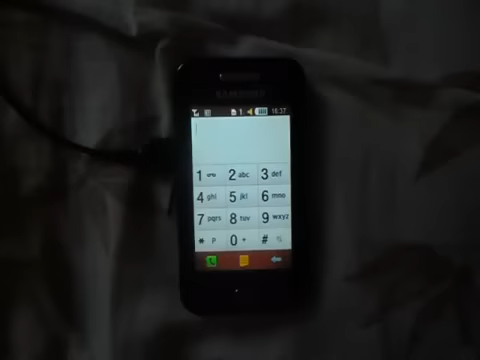 SAMSUNG
1 16:37
1 2 abc 3 def
4 ghi 5 jkl 6 mno
7 pqrs 8 tuv 9 wxyz
* P 0 + #